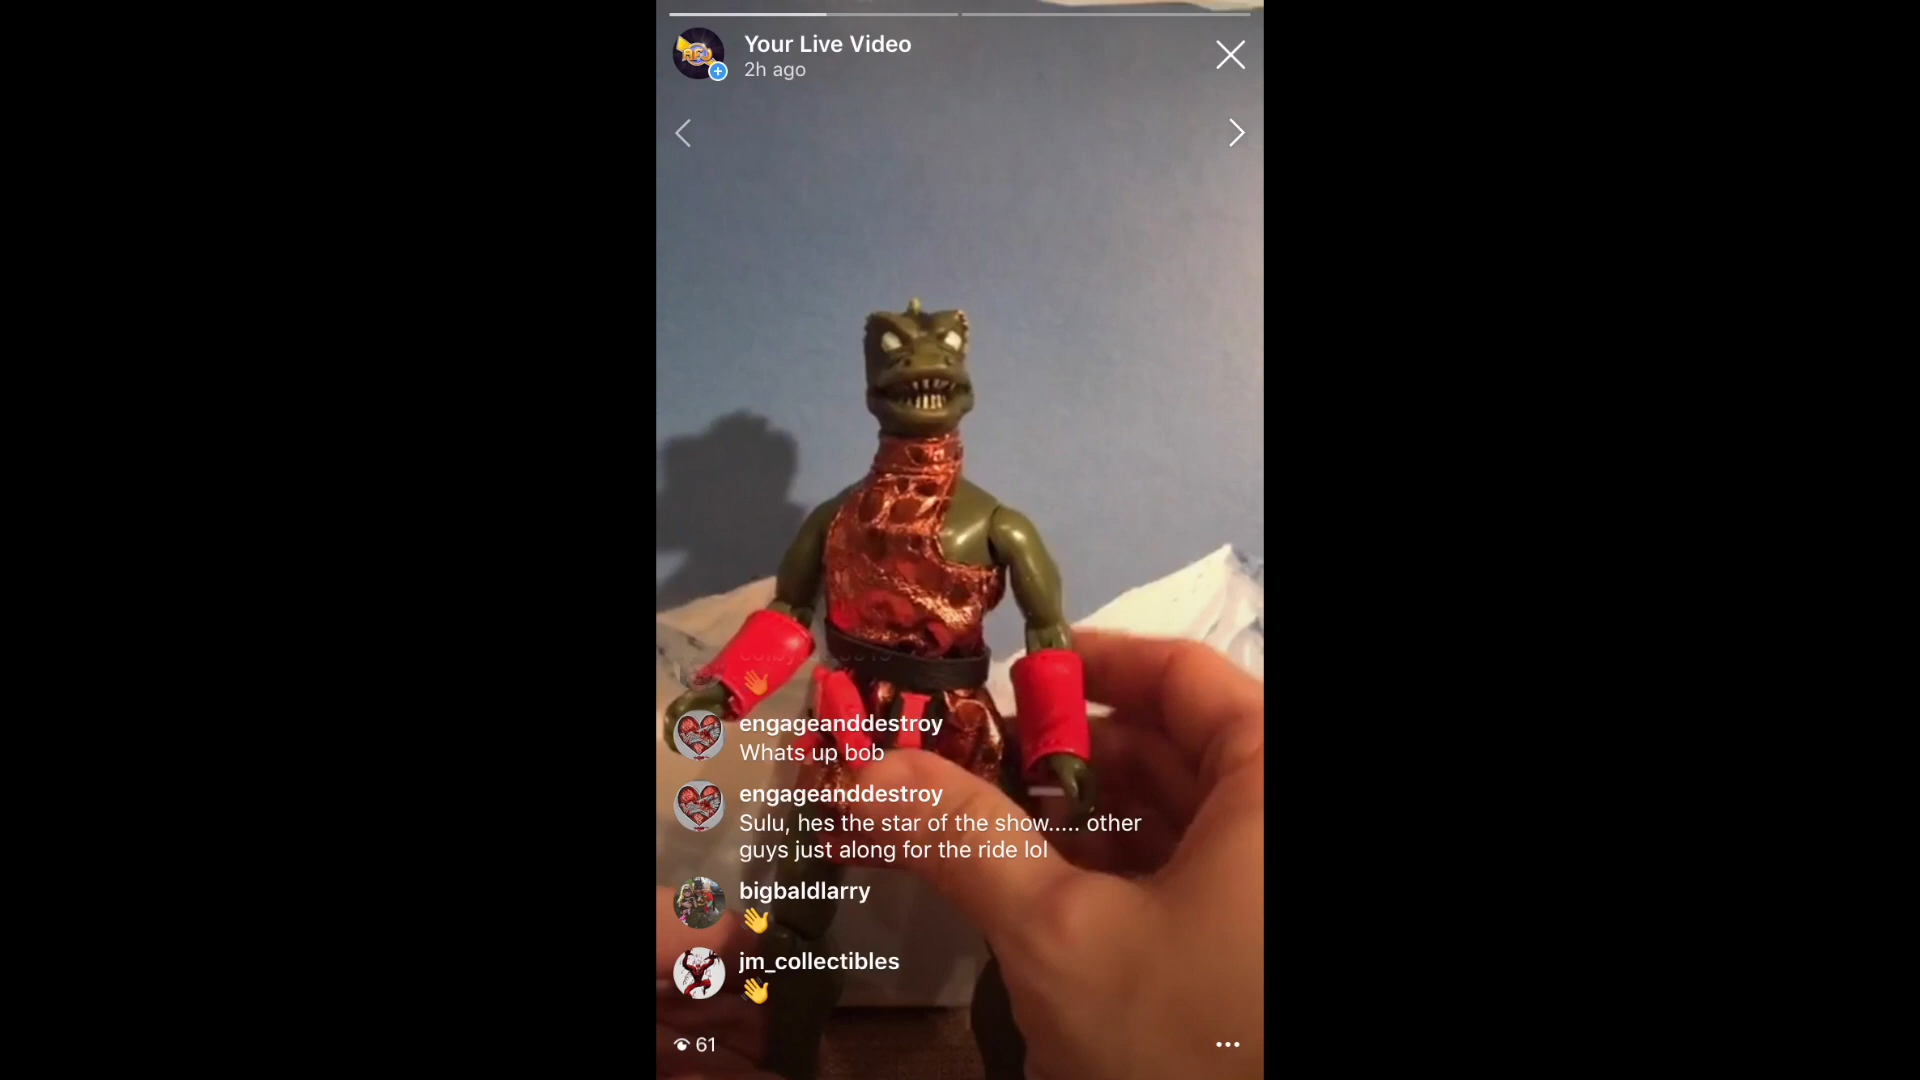 AFJ
Your Live Video
2h ago
engageanddestroy
Whats up bob
engageanddestroy
Sulu, hes the star of the show..... other
guys just along for the ride lol
bigbaldlarry
👋
jm_collectibles
👋
61